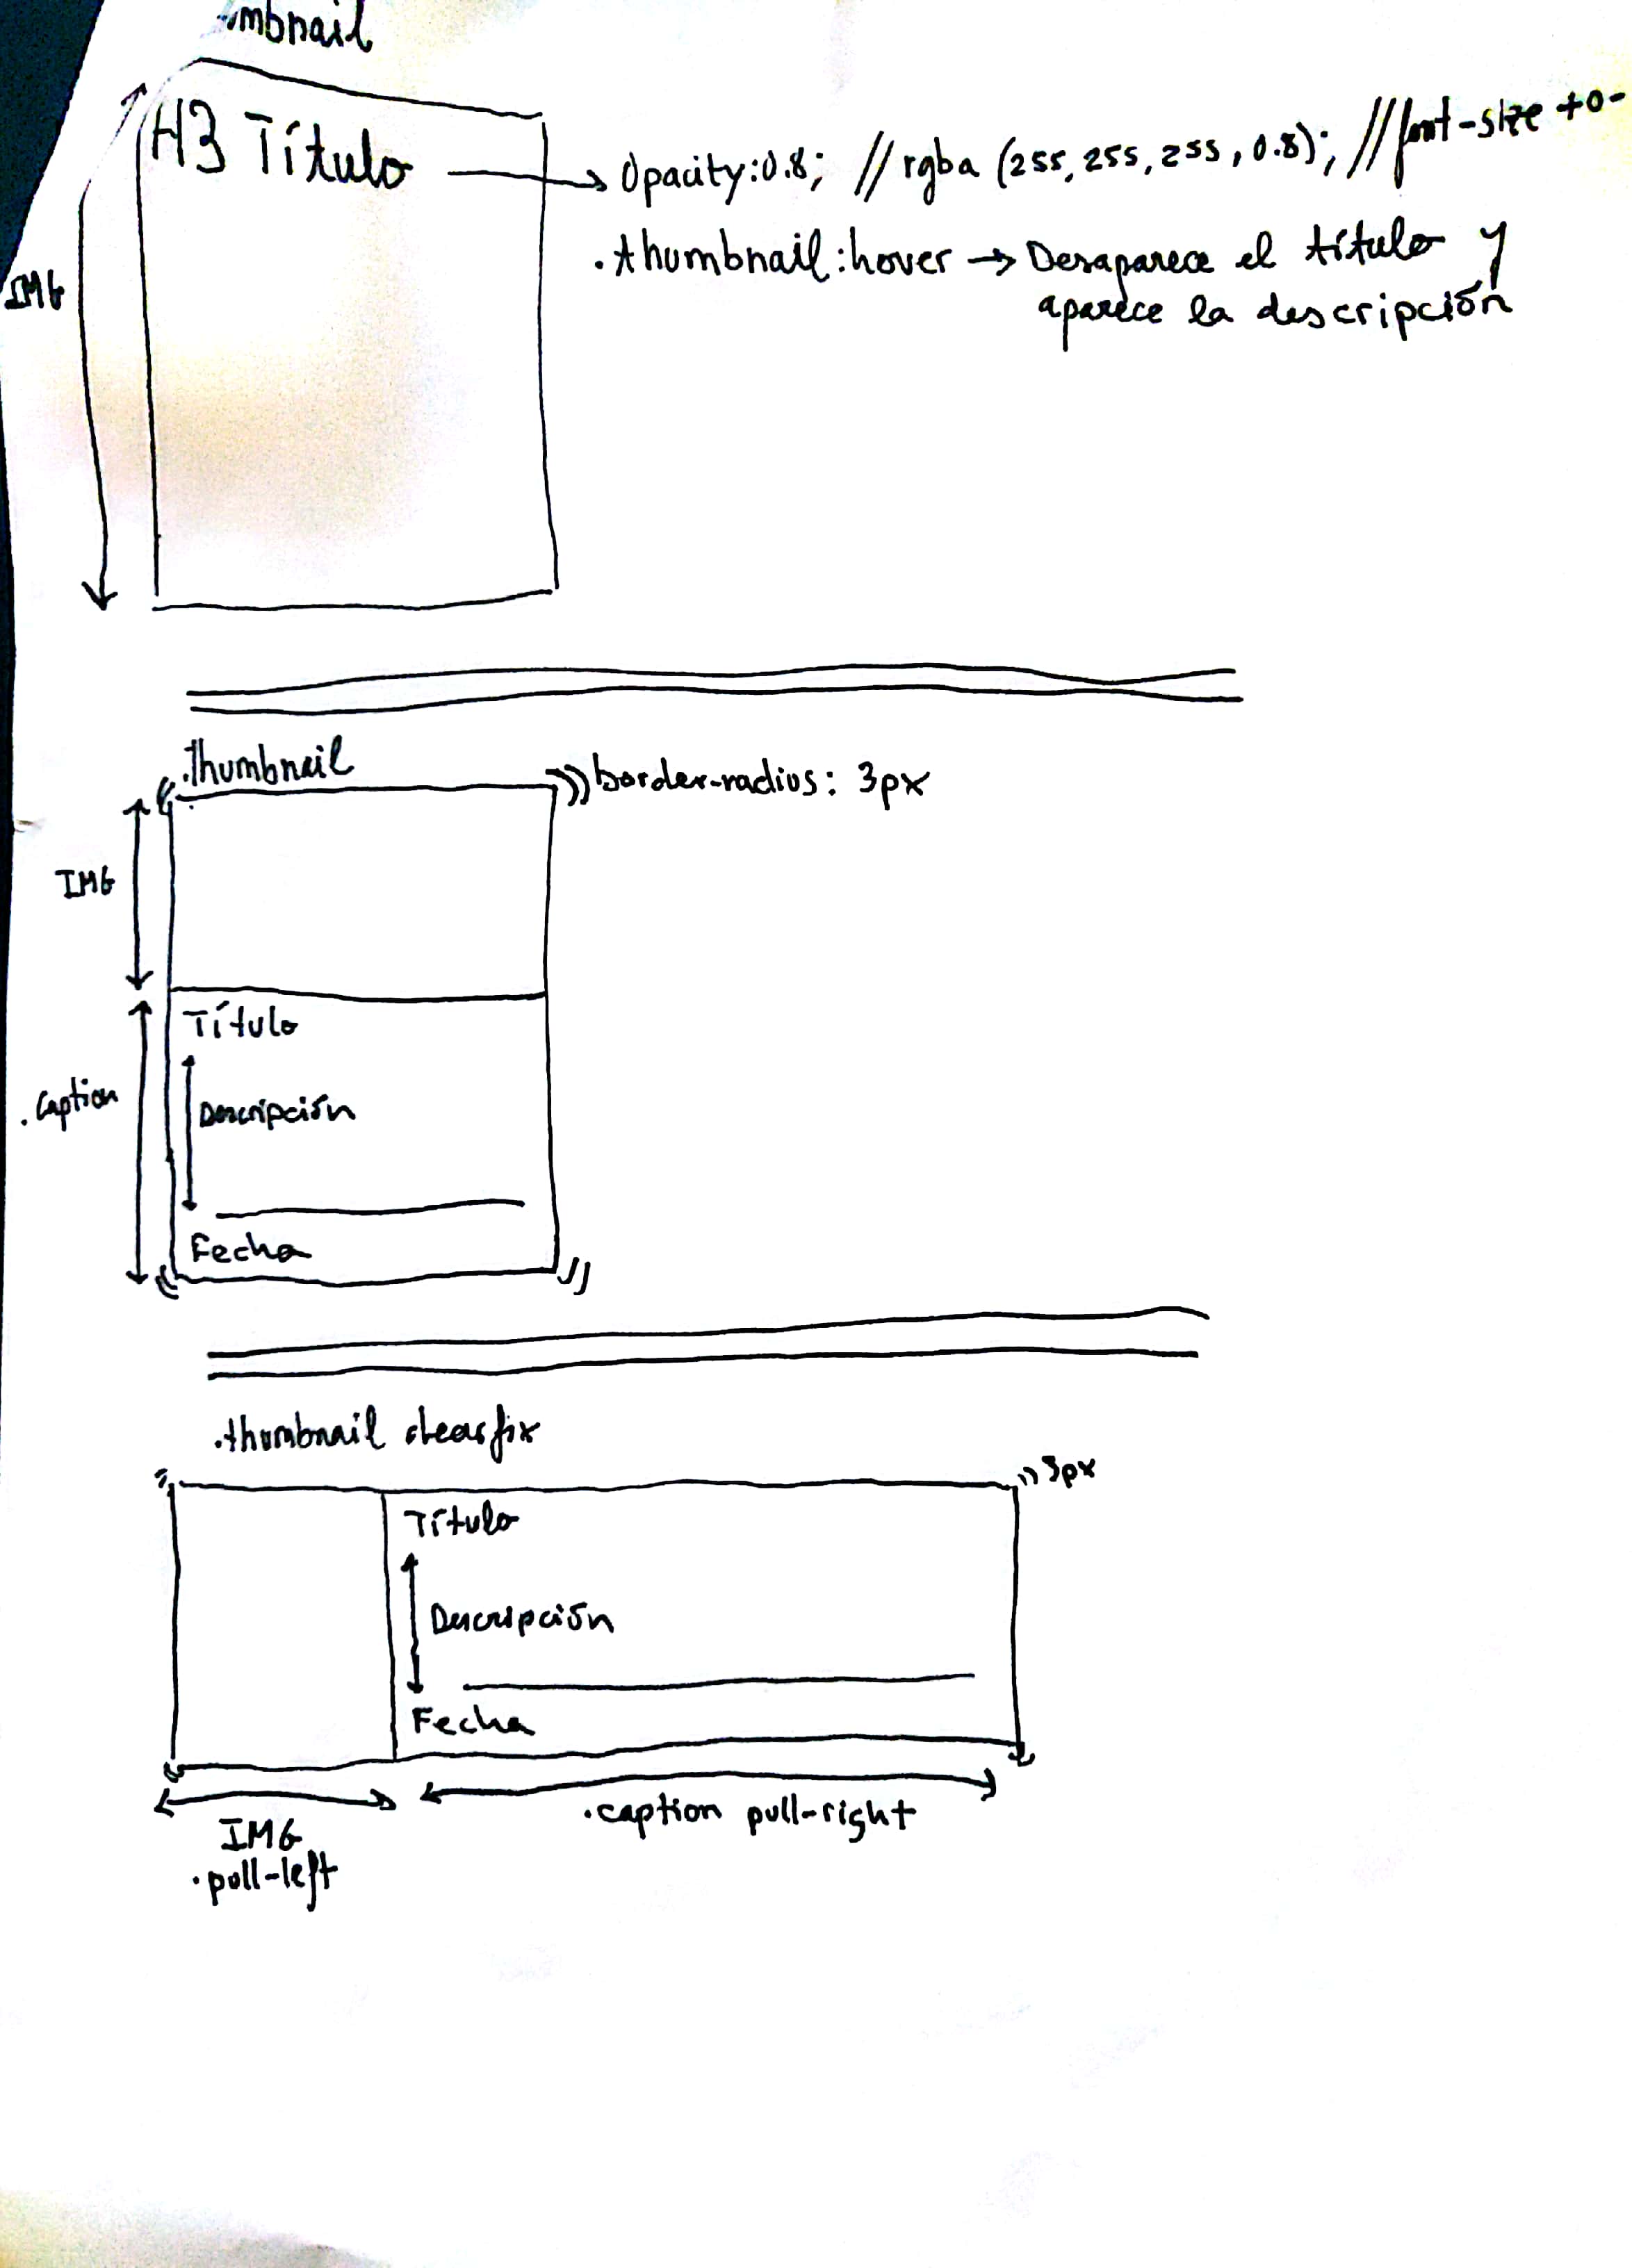 mbnail
H3 Título
Opacity:0.8; // rgba (255, 255, 255, 0.8); // font-size +o-
.thumbnail:hover → Desaparece el título y
aparece la descripción
IMG
.thumbnail
border-radius: 3px
IMG
Título
.caption
Descripción
Fecha
.thumbnail clearfix
3px
Título
Descripción
Fecha
IMG
.pull-left
.caption pull-right